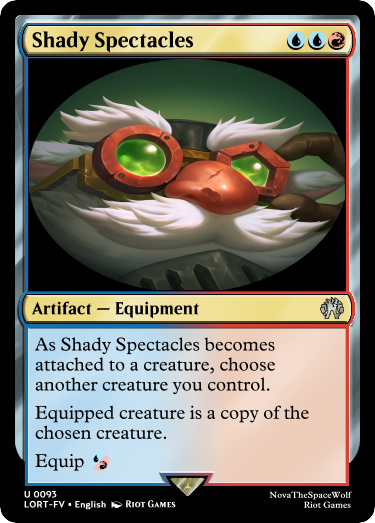 Shady Spectacles
Artifact — Equipment
As Shady Spectacles becomes
attached to a creature, choose
another creature you control.
Equipped creature is a copy of the
chosen creature.
Equip
U 0093
LORT-FV • English RIOT GAMES
NovaTheSpaceWolf
Riot Games